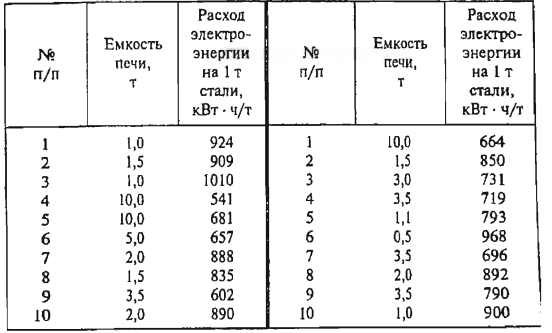 № п/п | Емкость печи, т | Расход электро-энергии на 1 т стали, кВт · ч/т | № п/п | Емкость печи, т | Расход электро-энергии на 1 т стали, кВт · ч/т
1 | 1,0 | 924 | 1 | 10,0 | 664
2 | 1,5 | 909 | 2 | 1,5 | 850
3 | 1,0 | 1010 | 3 | 3,0 | 731
4 | 10,0 | 541 | 4 | 3,5 | 719
5 | 10,0 | 681 | 5 | 1,1 | 793
6 | 5,0 | 657 | 6 | 0,5 | 968
7 | 2,0 | 888 | 7 | 3,5 | 696
8 | 1,5 | 835 | 8 | 2,0 | 892
9 | 3,5 | 602 | 9 | 3,5 | 790
10 | 2,0 | 890 | 10 | 1,0 | 900